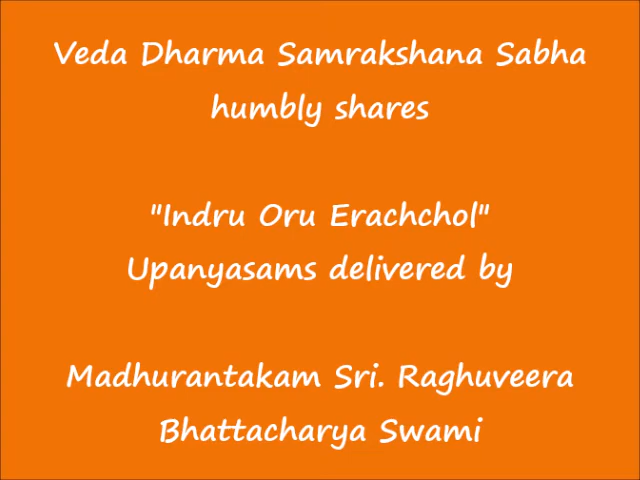 Veda Dharma Samrakshana Sabha
humbly shares
"Indru Oru Erachchol"
Upanyasams delivered by
Madhurantakam Sri. Raghuveera
Bhattacharya Swami